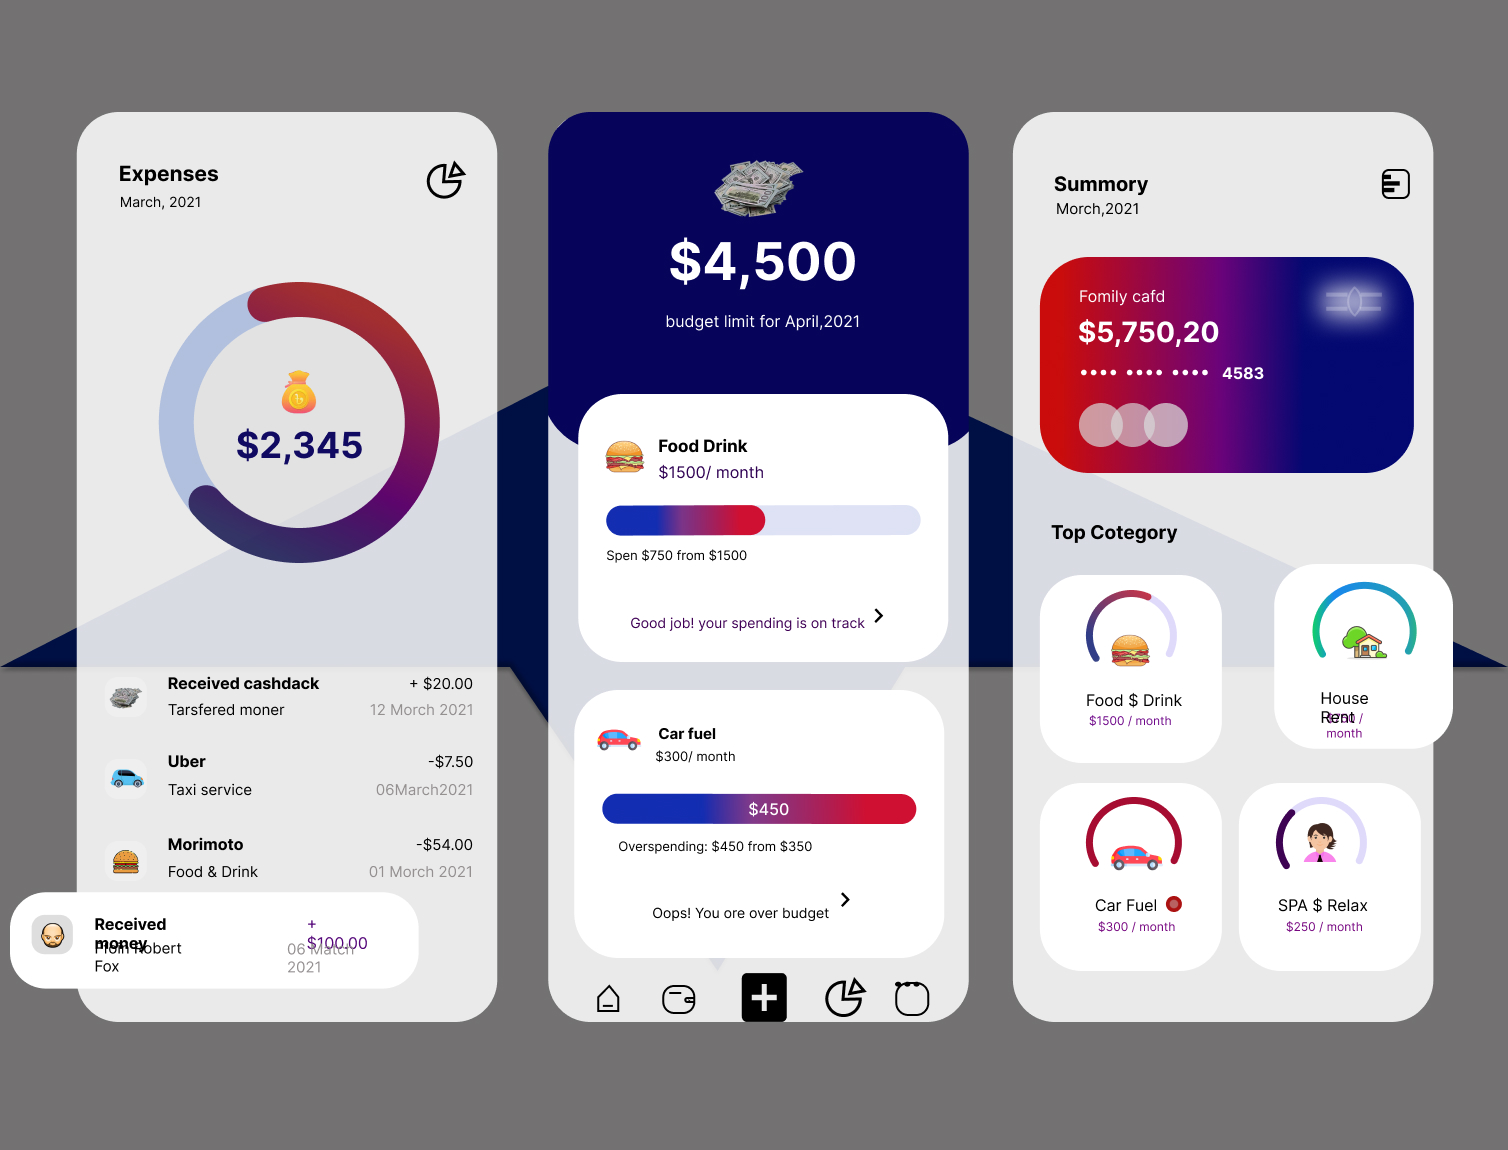 Expenses
March, 2021
$2,345
Received cashdack
+ $20.00
Tarsfered moner
12 March 2021
Uber
-$7.50
Taxi service
06March2021
Morimoto
-$54.00
Food & Drink
01 Morch 2021
Received
money
+
$100.00
Robert
Fox
06 March
2021
$4,500
budget limit for April,2021
Food Drink
$1500/ month
Spen $750 from $1500
Good job! your spending is on track
Car fuel
$300/ month
$450
Overspending: $450 from $350
Oops! You ore over budget
Summory
Morch,2021
Fomily cafd
$5,750,20
•••• •••• •••• 4583
Top Cotegory
Food $ Drink
$1500 / month
House
Rent
/
month
Car Fuel
$300 / month
SPA $ Relax
$250 / month